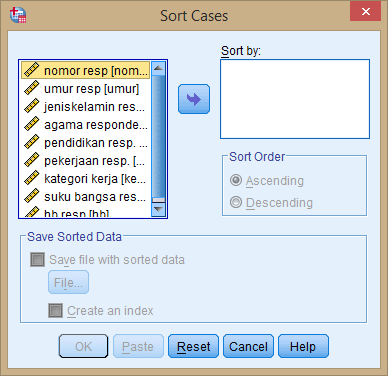 Sort Cases
Sort by:
nomor resp [nom...
umur resp [umur]
jeniskelamin res...
agama responde...
pendidikan resp. ...
pekerjaan resp. [...
kategori kerja [ke...
suku bangsa res...
bb resp [bb]
Sort Order
Ascending
Descending
Save Sorted Data
Save file with sorted data
File...
Create an index
OK
Paste
Reset
Cancel
Help